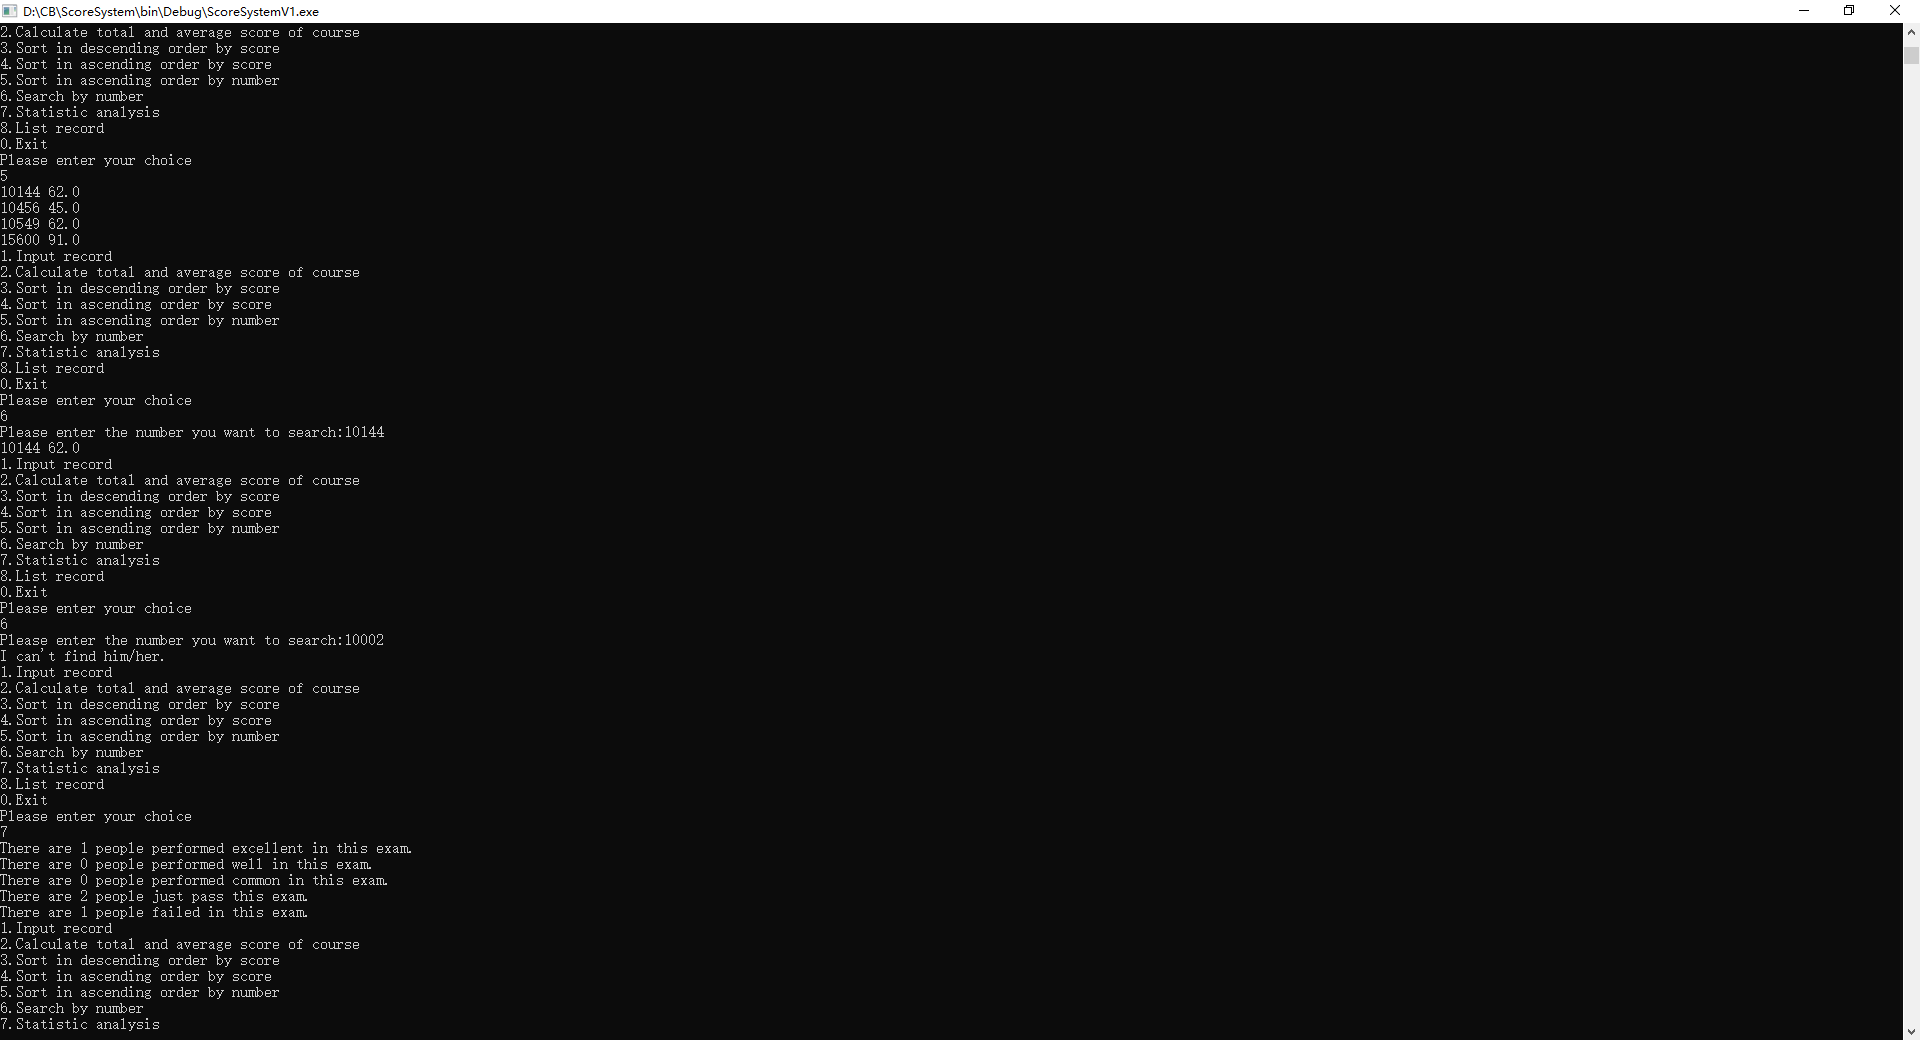 D:\CB\ScoreSystem\bin\Debug\ScoreSystemV1.exe
2.Calculate total and average score of course
3.Sort in descending order by score
4.Sort in ascending order by score
5.Sort in ascending order by number
6.Search by number
7.Statistic analysis
8.List record
0.Exit
Please enter your choice
5
10144 62.0
10456 45.0
10549 62.0
15600 91.0
1.Input record
2.Calculate total and average score of course
3.Sort in descending order by score
4.Sort in ascending order by score
5.Sort in ascending order by number
6.Search by number
7.Statistic analysis
8.List record
0.Exit
Please enter your choice
6
Please enter the number you want to search:10144
10144 62.0
1.Input record
2.Calculate total and average score of course
3.Sort in descending order by score
4.Sort in ascending order by score
5.Sort in ascending order by number
6.Search by number
7.Statistic analysis
8.List record
0.Exit
Please enter your choice
6
Please enter the number you want to search:10002
I can't find him/her.
1.Input record
2.Calculate total and average score of course
3.Sort in descending order by score
4.Sort in ascending order by score
5.Sort in ascending order by number
6.Search by number
7.Statistic analysis
8.List record
0.Exit
Please enter your choice
7
There are 1 people performed excellent in this exam.
There are 0 people performed well in this exam.
There are 0 people performed common in this exam.
There are 2 people just pass this exam.
There are 1 people failed in this exam.
1.Input record
2.Calculate total and average score of course
3.Sort in descending order by score
4.Sort in ascending order by score
5.Sort in ascending order by number
6.Search by number
7.Statistic analysis